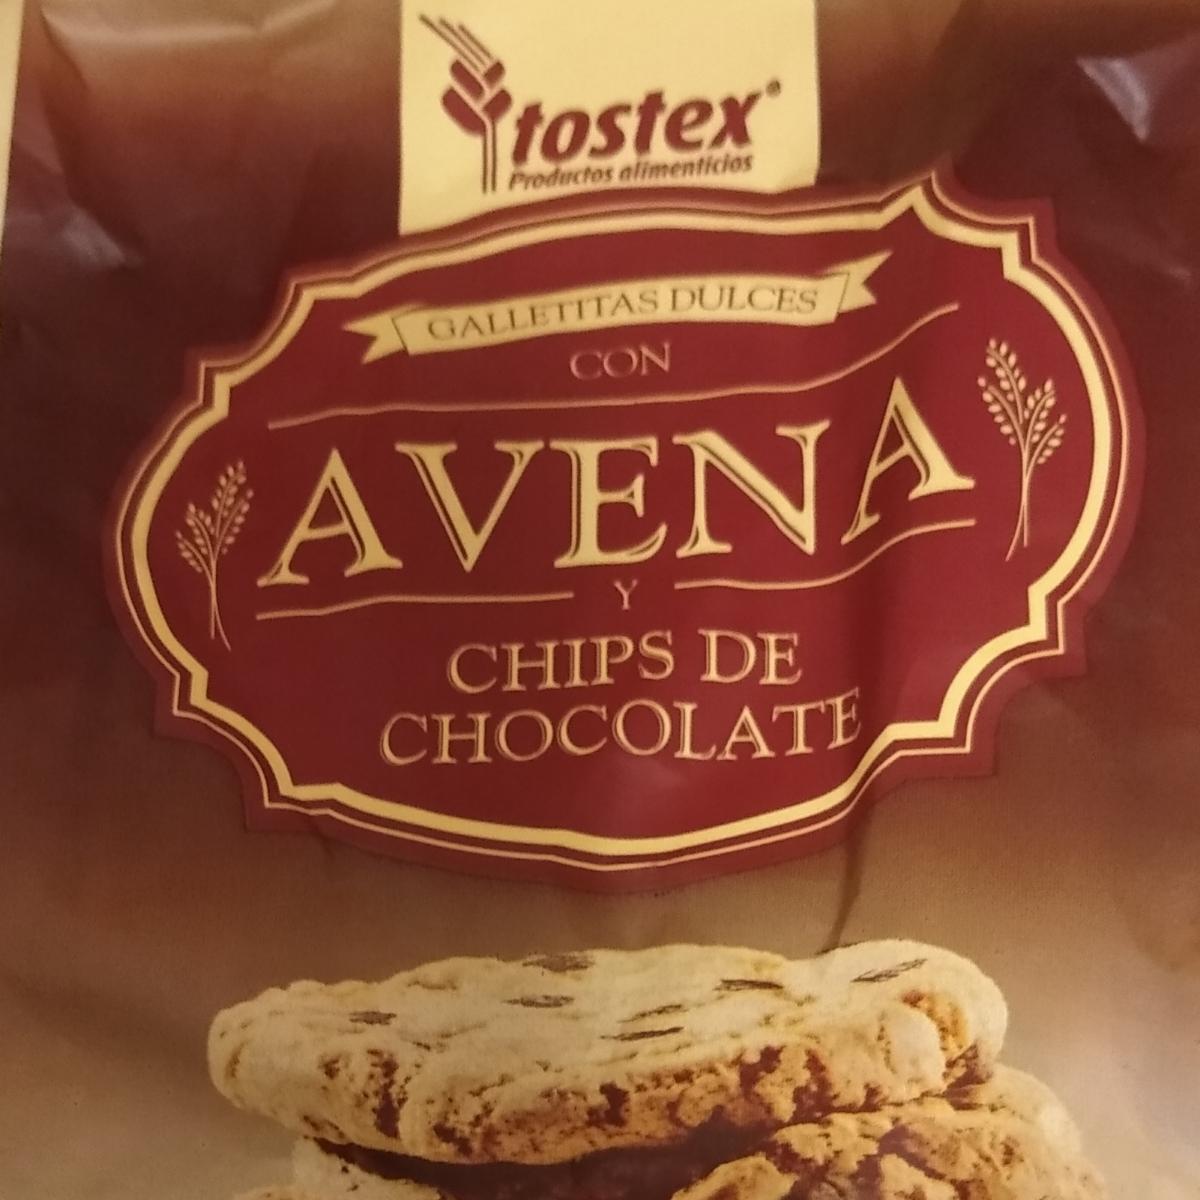 tostex®
Productos alimenticios
GALLETITAS DULCES
CON
AVENA
Y
CHIPS DE
CHOCOLATE